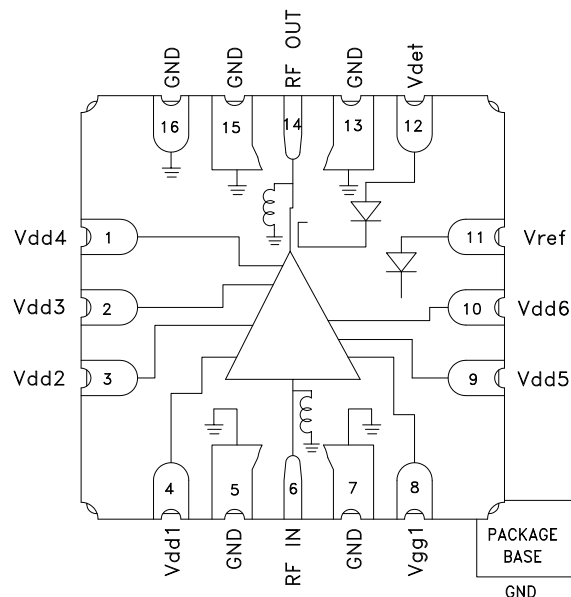 GND
GND
RF OUT
GND
Vdet
16
15
14
13
12
Vdd4
1
11
Vref
Vdd3
2
10
Vdd6
Vdd2
3
9
Vdd5
4
5
6
7
8
Vdd1
GND
RF IN
GND
Vgg1
PACKAGE
BASE
GND